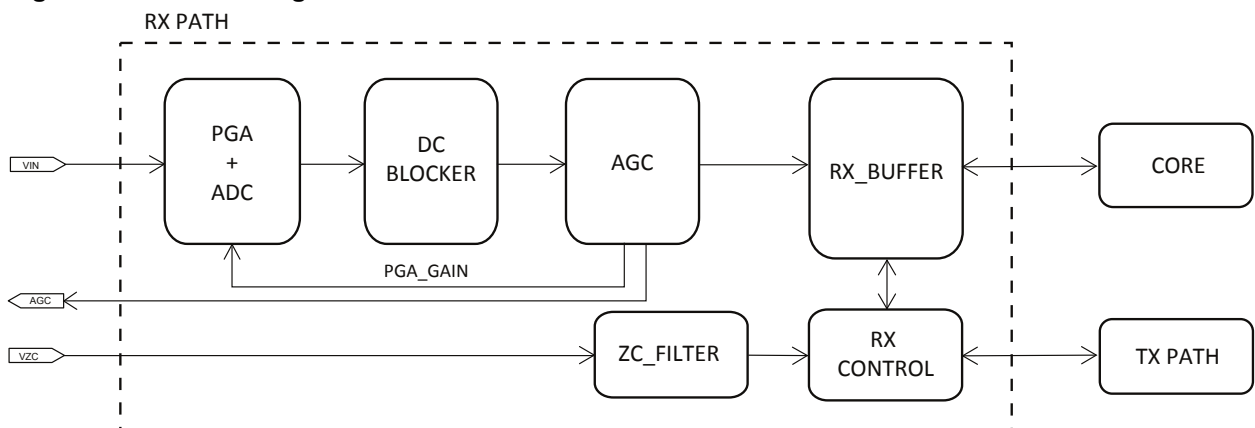 RX PATH
PGA
+
ADC
DC
BLOCKER
AGC
RX_BUFFER
CORE
VIN
PGA_GAIN
AGC
VZC
ZC_FILTER
RX
CONTROL
TX PATH